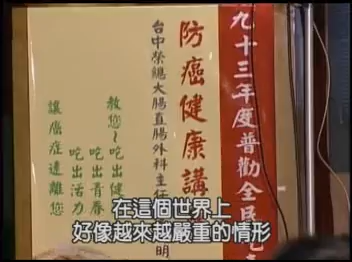 九十三年度普勸全民
防癌健康講
台中榮總大腸直腸外科主任
明
教您~吃出健
吃出青春
吃出活力
讓癌症遠離您
在這個世界上
好像越來越嚴重的情形